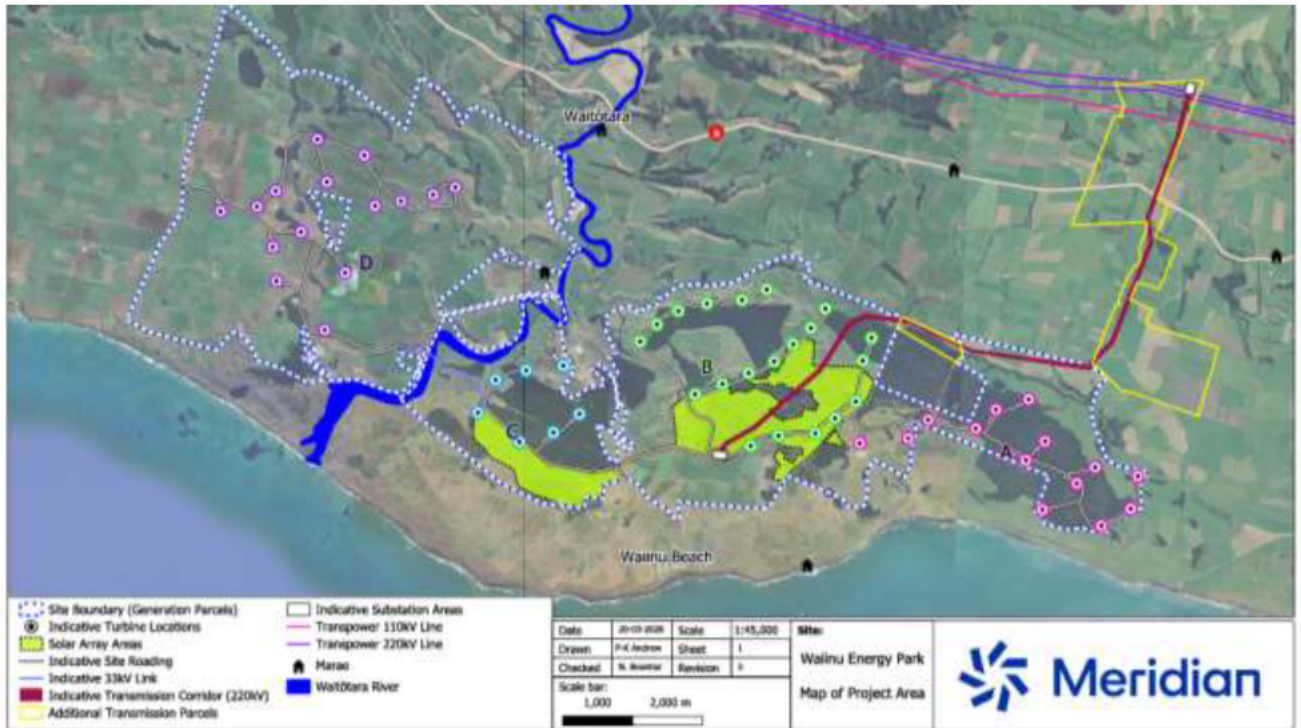 Waitōtara
D
B
C
A
Waiinu Beach
Site Boundary (Generation Parcels)
Indicative Turbine Locations
Solar Array Areas
Indicative Site Roading
Indicative 33kV Link
Indicative Transmission Corridor (220kV)
Additional Transmission Parcels
Indicative Substation Areas
Transpower 110kV Line
Transpower 220kV Line
Marae
Waitōtara River
Date Scale 1:45,000
Drawn Sheet 1
Checked Revision
Scale bar:
1,000 2,000 m
Site:
Waiinu Energy Park
Map of Project Area
Meridian